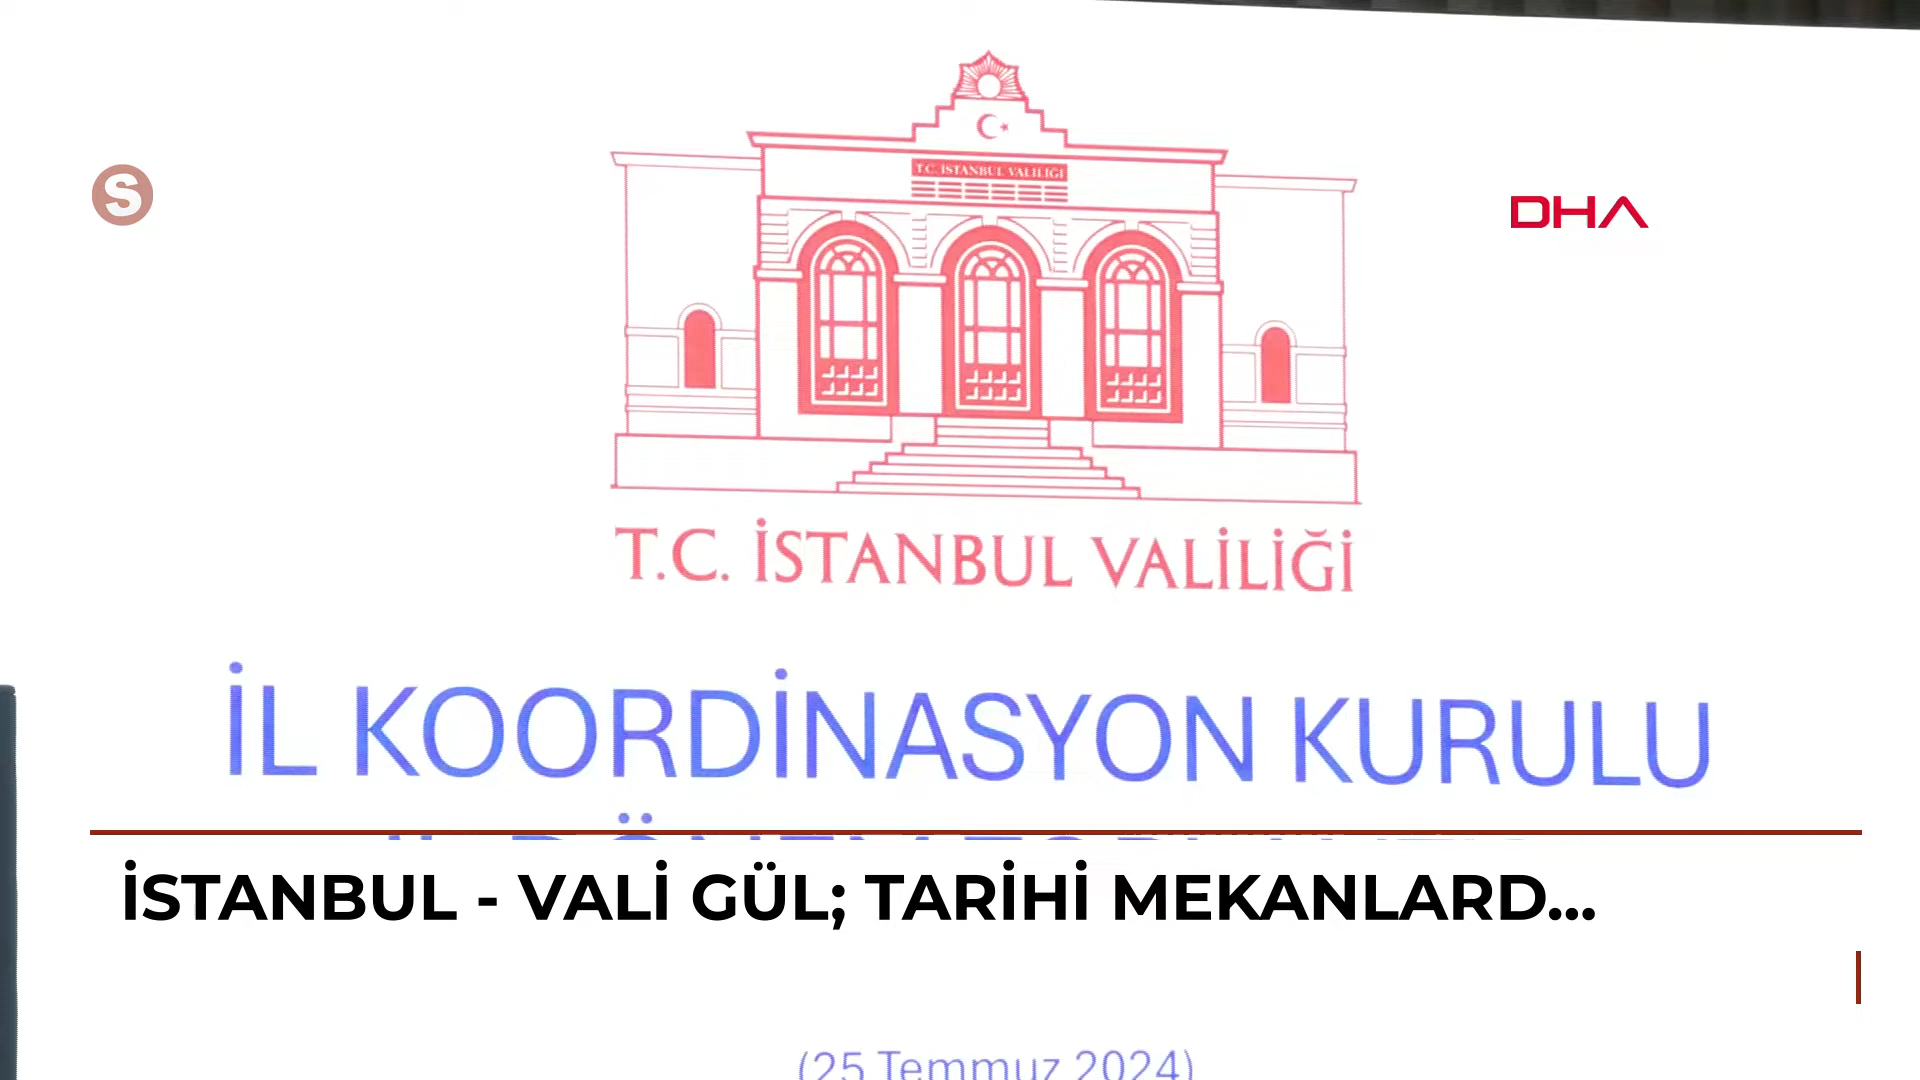 T.C. İSTANBUL VALİLİĞİ
S
DHA
T.C. İSTANBUL VALİLİĞİ
İL KOORDİNASYON KURULU
İSTANBUL - VALİ GÜL; TARİHİ MEKANLARD...
(25 Temmuz 2024)